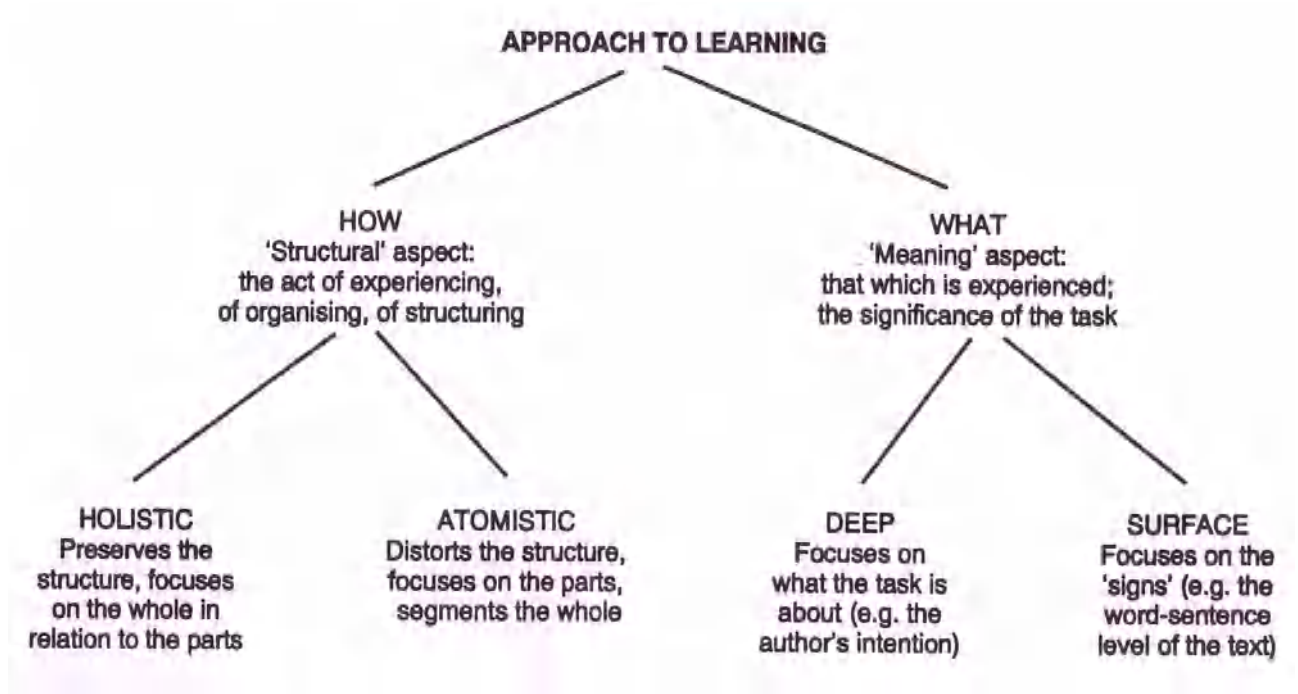 APPROACH TO LEARNING
HOW
'Structural' aspect:
the act of experiencing,
of organising, of structuring
WHAT
'Meaning' aspect:
that which is experienced;
the significance of the task
HOLISTIC
Preserves the
structure, focuses
on the whole in
relation to the parts
ATOMISTIC
Distorts the structure,
focuses on the parts,
segments the whole
DEEP
Focuses on
what the task is
about (e.g. the
author's intention)
SURFACE
Focuses on the
'signs' (e.g. the
word-sentence
level of the text)